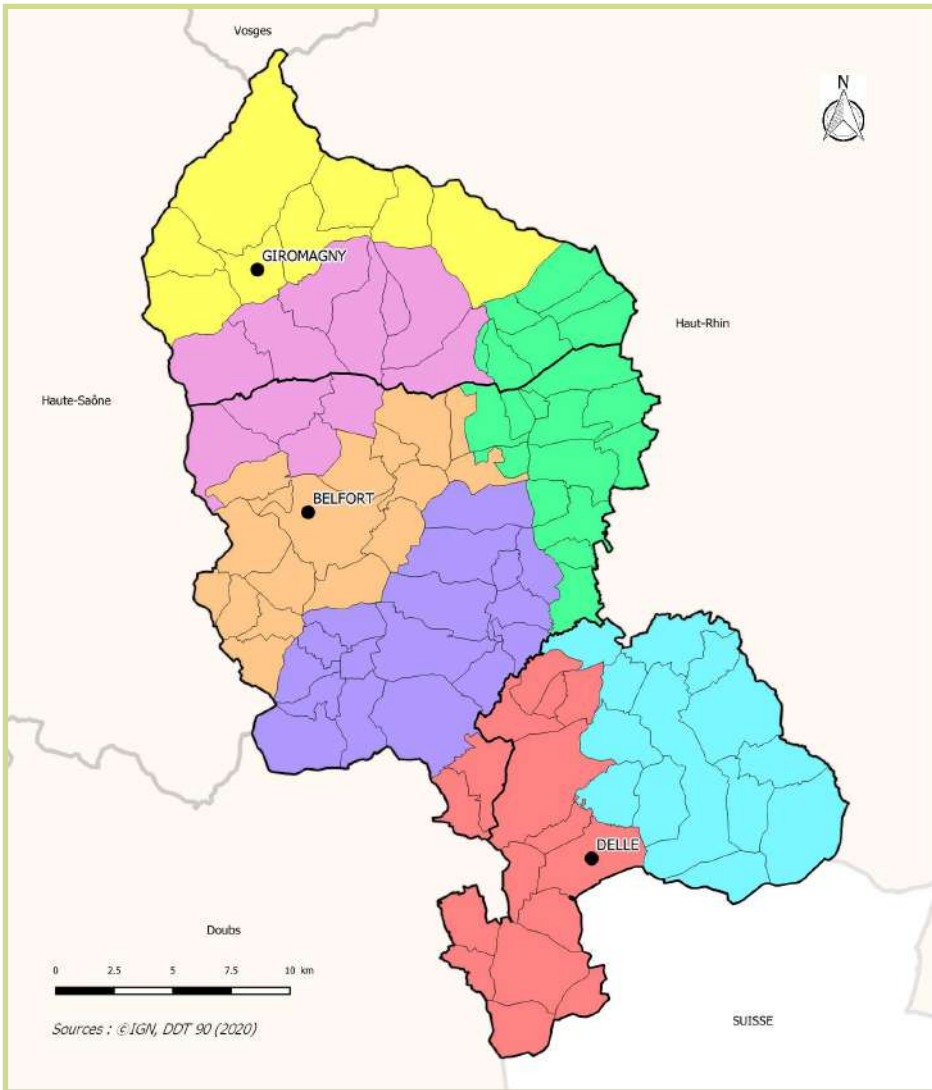 Vosges
N
GIROMAGNY
Haut-Rhin
Haute-Saône
BELFORT
DELLE
Doubs
0 2.5 5 7.5 10 km
SUISSE
Sources : ©IGN, DDT 90 (2020)